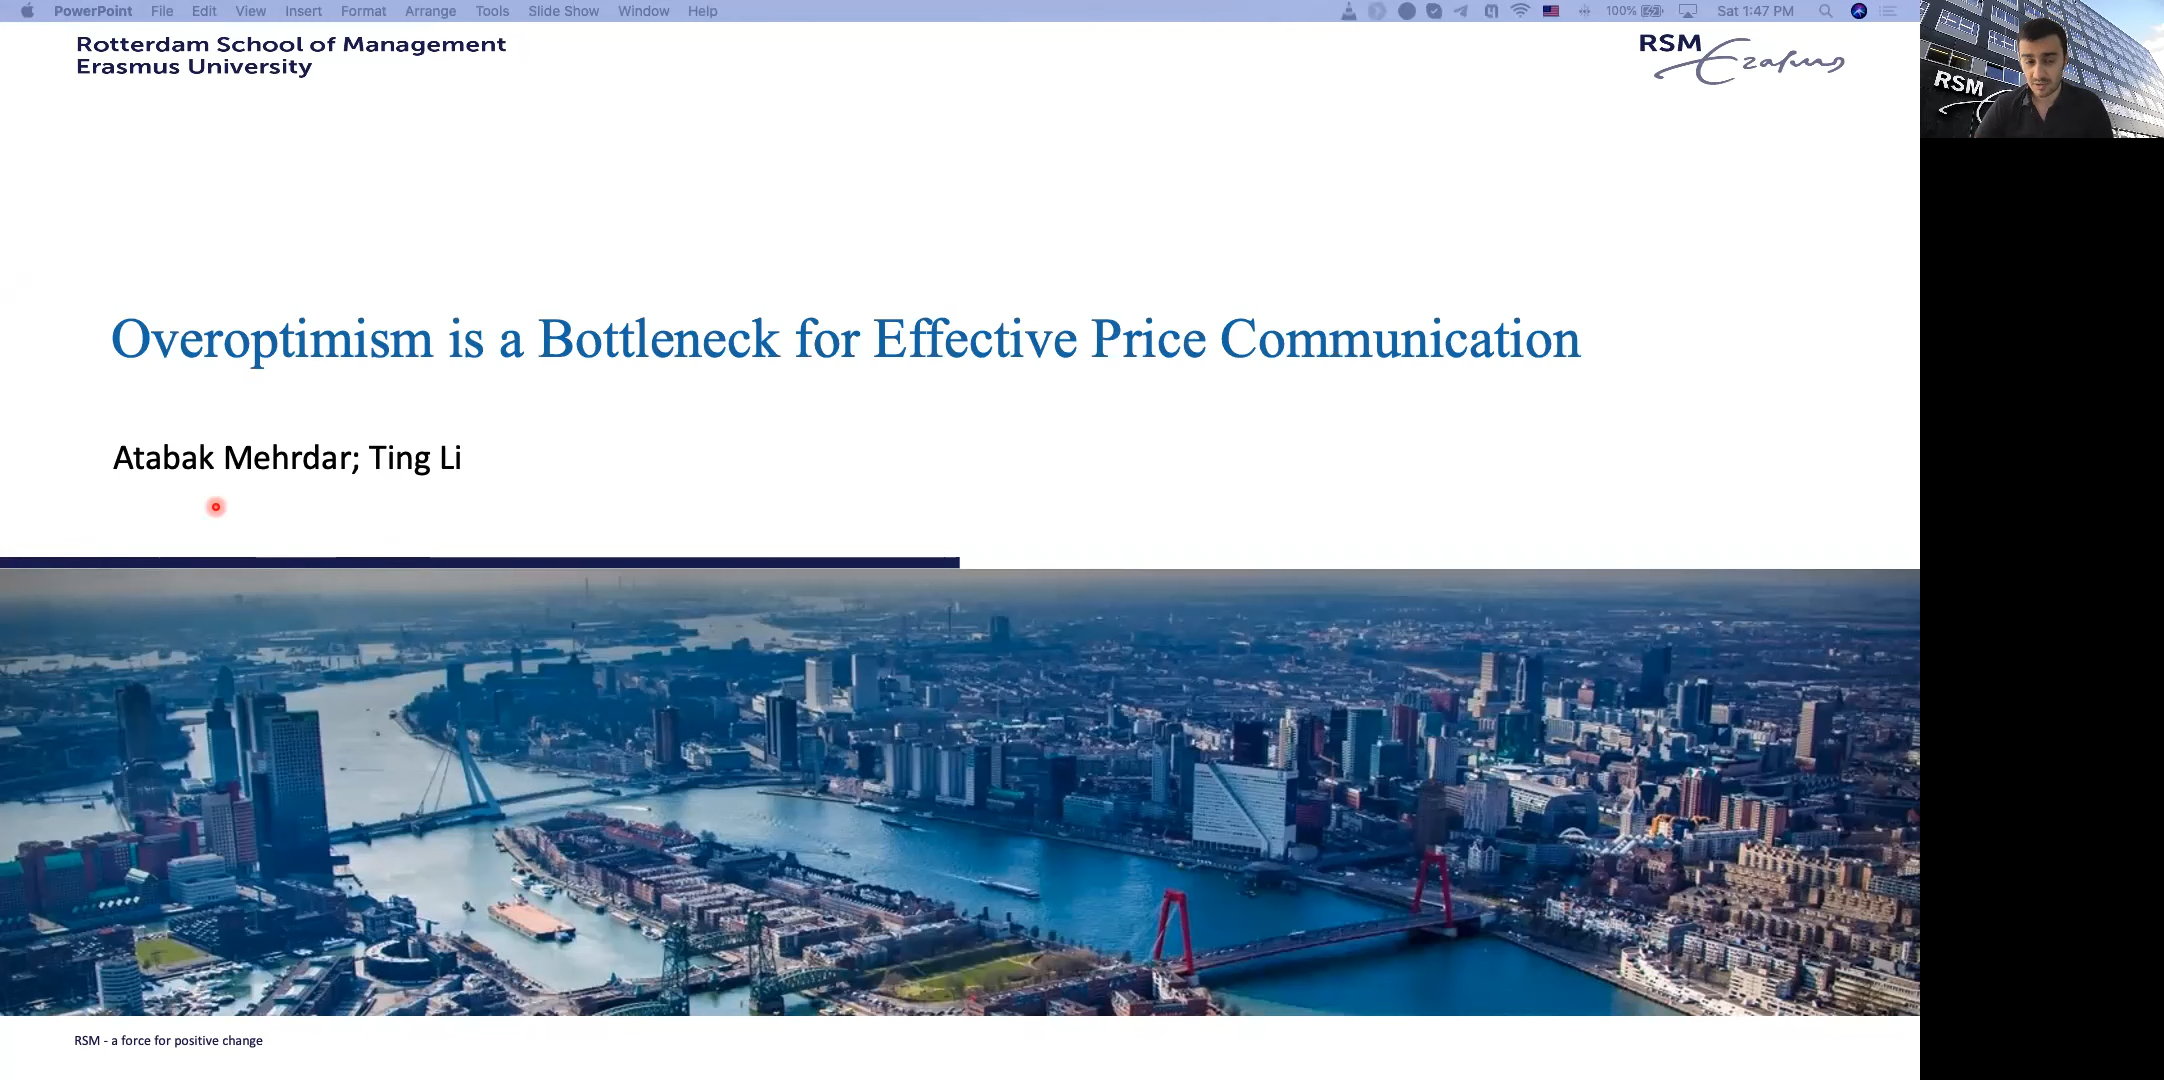 PowerPoint File Edit View Insert Format Arrange Tools Slide Show Window Help 100% Sat 1:47 PM
Rotterdam School of Management
Erasmus University
RSM
Erasmus
RSM
Overoptimism is a Bottleneck for Effective Price Communication
Atabak Mehrdar; Ting Li
RSM - a force for positive change